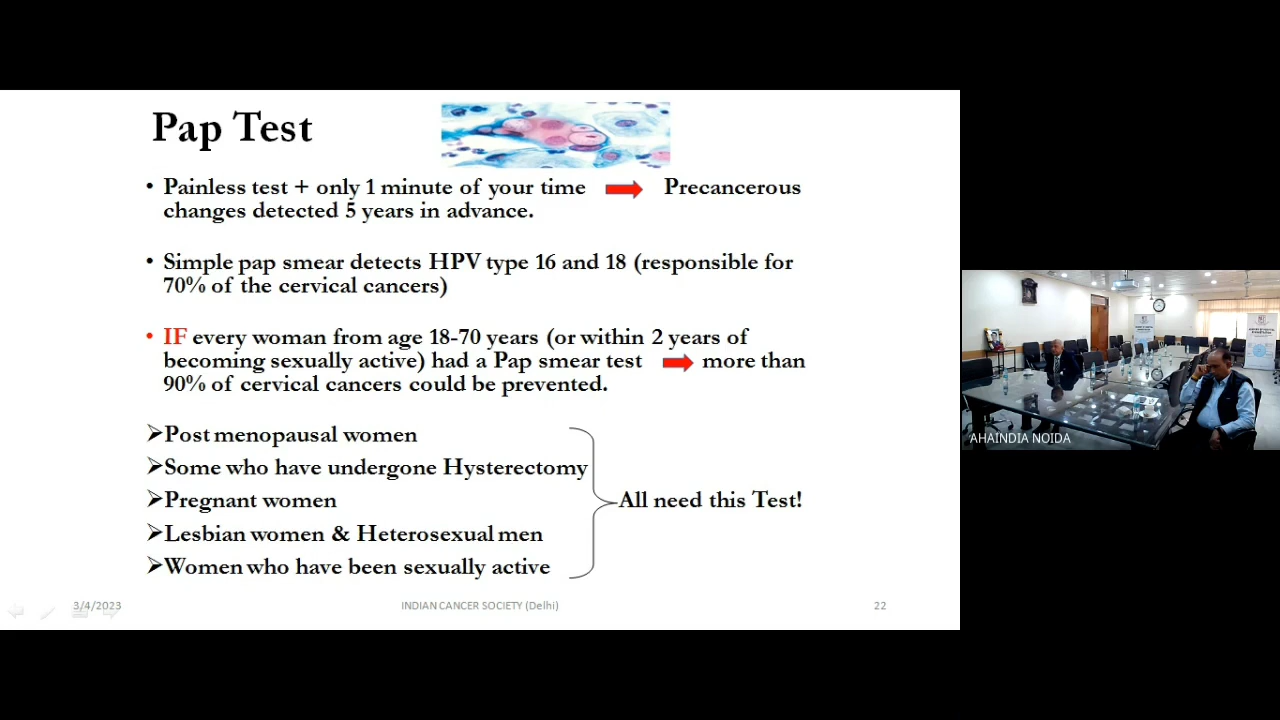 Pap Test
• Painless test + only 1 minute of your time Precancerous
changes detected 5 years in advance.
• Simple pap smear detects HPV type 16 and 18 (responsible for
70% of the cervical cancers)
• IF every woman from age 18-70 years (or within 2 years of
becoming sexually active) had a Pap smear test more than
90% of cervical cancers could be prevented.
➢Post menopausal women
➢Some who have undergone Hysterectomy
➢Pregnant women
➢Lesbian women & Heterosexual men
➢Women who have been sexually active
All need this Test!
3/4/2023
INDIAN CANCER SOCIETY (Delhi)
22
AHAINDIA NOIDA